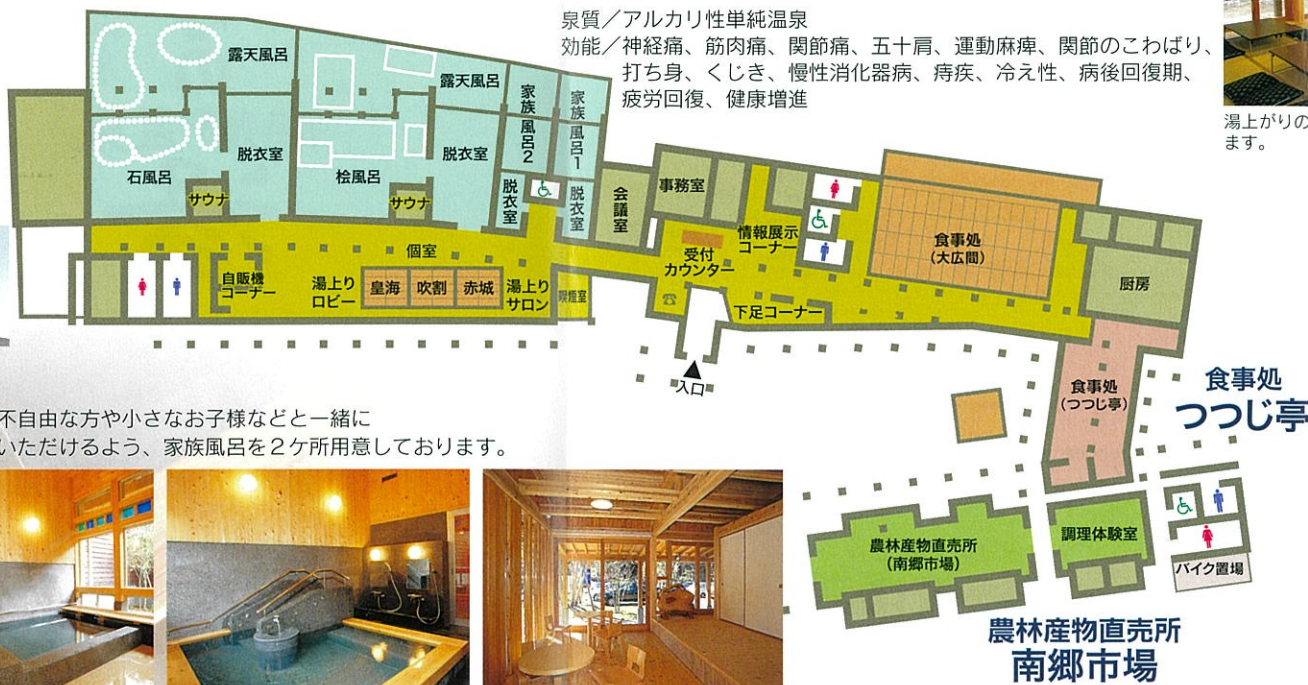 泉質／アルカリ性単純温泉
効能／神経痛、筋肉痛、関節痛、五十肩、運動麻痺、関節のこわばり、
打ち身、くじき、慢性消化器病、痔疾、冷え性、病後回復期、
疲労回復、健康増進
湯上がりの
ます。
露天風呂
露天風呂
家族風呂2
家族風呂1
脱衣室
脱衣室
石風呂
桧風呂
サウナ
サウナ
脱衣室
脱衣室
会議室
事務室
情報展示
コーナー
受付
カウンター
食事処
（大広間）
厨房
個室
自販機
コーナー
湯上り
ロビー
皇海
吹割
赤城
湯上り
サロン
喫煙室
下足コーナー
入口
食事処
（つつじ亭）
食事処
つつじ亭
不自由な方や小さなお子様などと一緒に
いただけるよう、家族風呂を2ケ所用意しております。
農林産物直売所
（南郷市場）
調理体験室
バイク置場
農林産物直売所
南郷市場